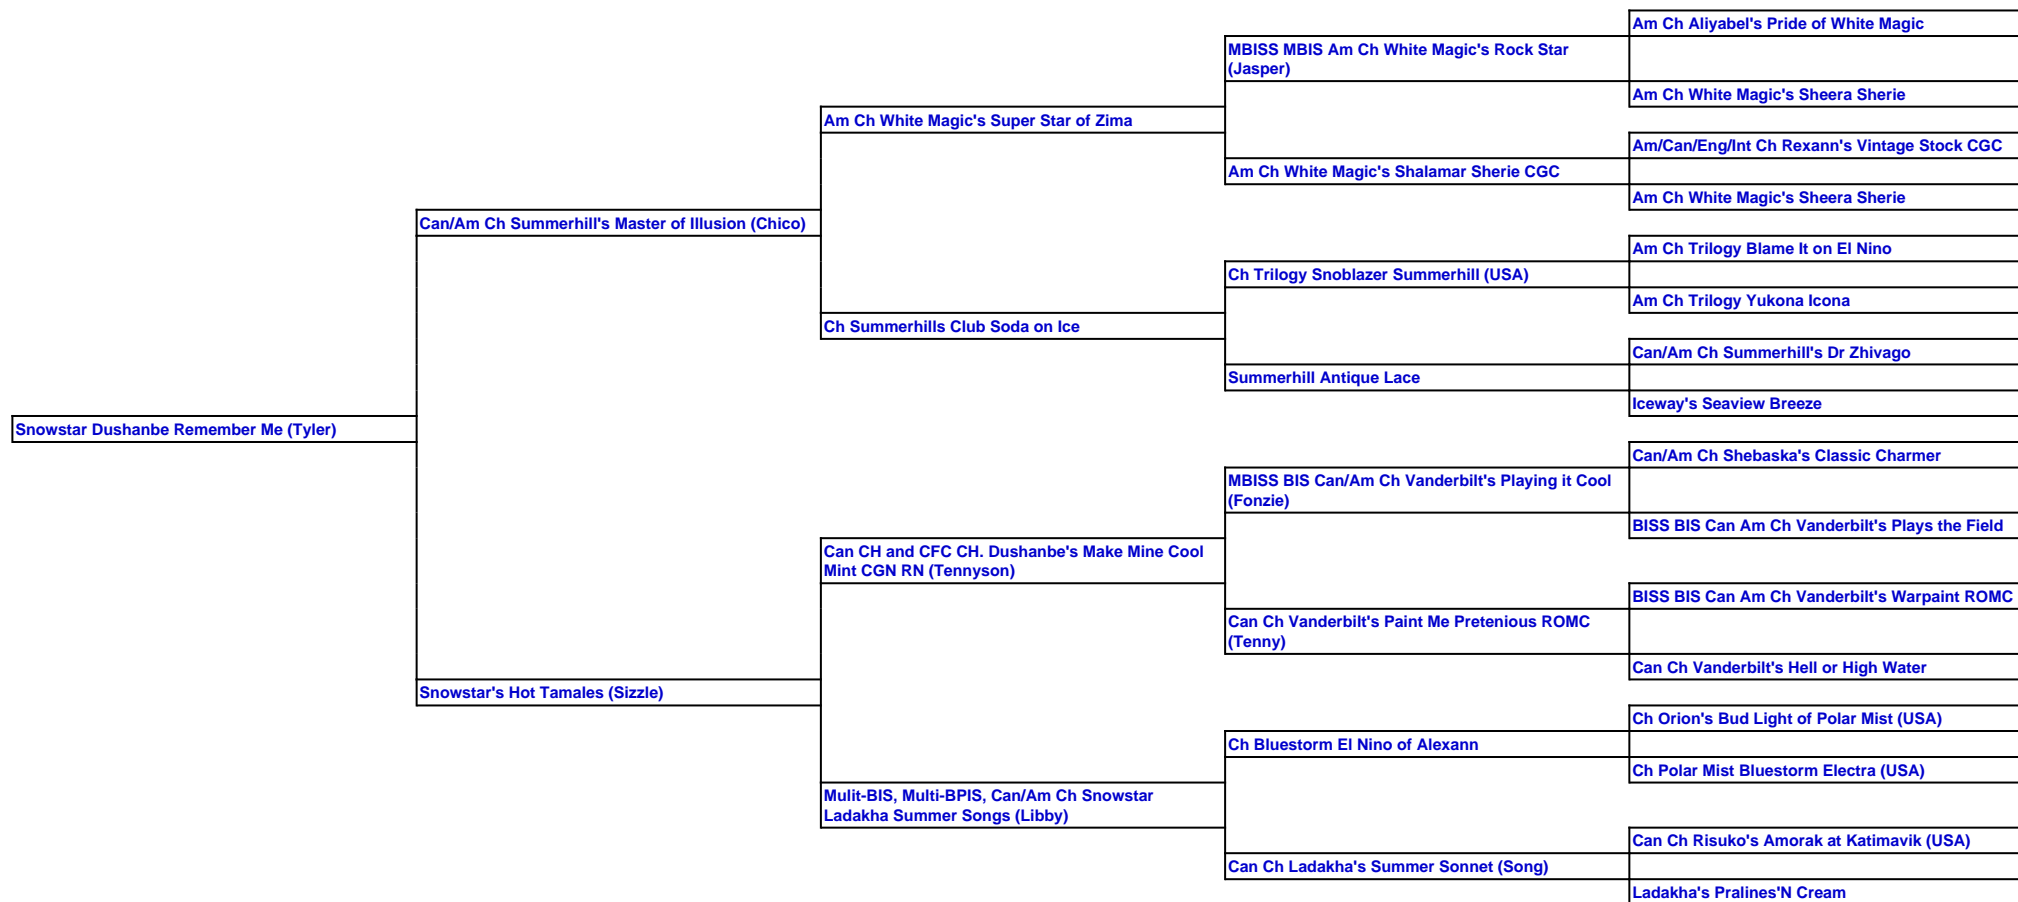 Am Ch Aliyabel's Pride of White Magic
MBISS MBIS Am Ch White Magic's Rock Star
(Jasper)
Am Ch White Magic's Sheera Sherie
Am Ch White Magic's Super Star of Zima
Am/Can/Eng/Int Ch Rexann's Vintage Stock CGC
Am Ch White Magic's Shalamar Sherie CGC
Am Ch White Magic's Sheera Sherie
Can/Am Ch Summerhill's Master of Illusion (Chico)
Am Ch Trilogy Blame It on El Nino
Ch Trilogy Snoblazer Summerhill (USA)
Am Ch Trilogy Yukona Icona
Ch Summerhills Club Soda on Ice
Can/Am Ch Summerhill's Dr Zhivago
Summerhill Antique Lace
Iceway's Seaview Breeze
Snowstar Dushanbe Remember Me (Tyler)
Can/Am Ch Shebaska's Classic Charmer
MBISS BIS Can/Am Ch Vanderbilt's Playing it Cool
(Fonzie)
BISS BIS Can Am Ch Vanderbilt's Plays the Field
Can CH and CFC CH. Dushanbe's Make Mine Cool
Mint CGN RN (Tennyson)
BISS BIS Can Am Ch Vanderbilt's Warpaint ROMC
Can Ch Vanderbilt's Paint Me Pretenious ROMC
(Tenny)
Can Ch Vanderbilt's Hell or High Water
Snowstar's Hot Tamales (Sizzle)
Ch Orion's Bud Light of Polar Mist (USA)
Ch Bluestorm El Nino of Alexann
Ch Polar Mist Bluestorm Electra (USA)
Mulit-BIS, Multi-BPIS, Can/Am Ch Snowstar
Ladakha Summer Songs (Libby)
Can Ch Risuko's Amorak at Katimavik (USA)
Can Ch Ladakha's Summer Sonnet (Song)
Ladakha's Pralines'N Cream